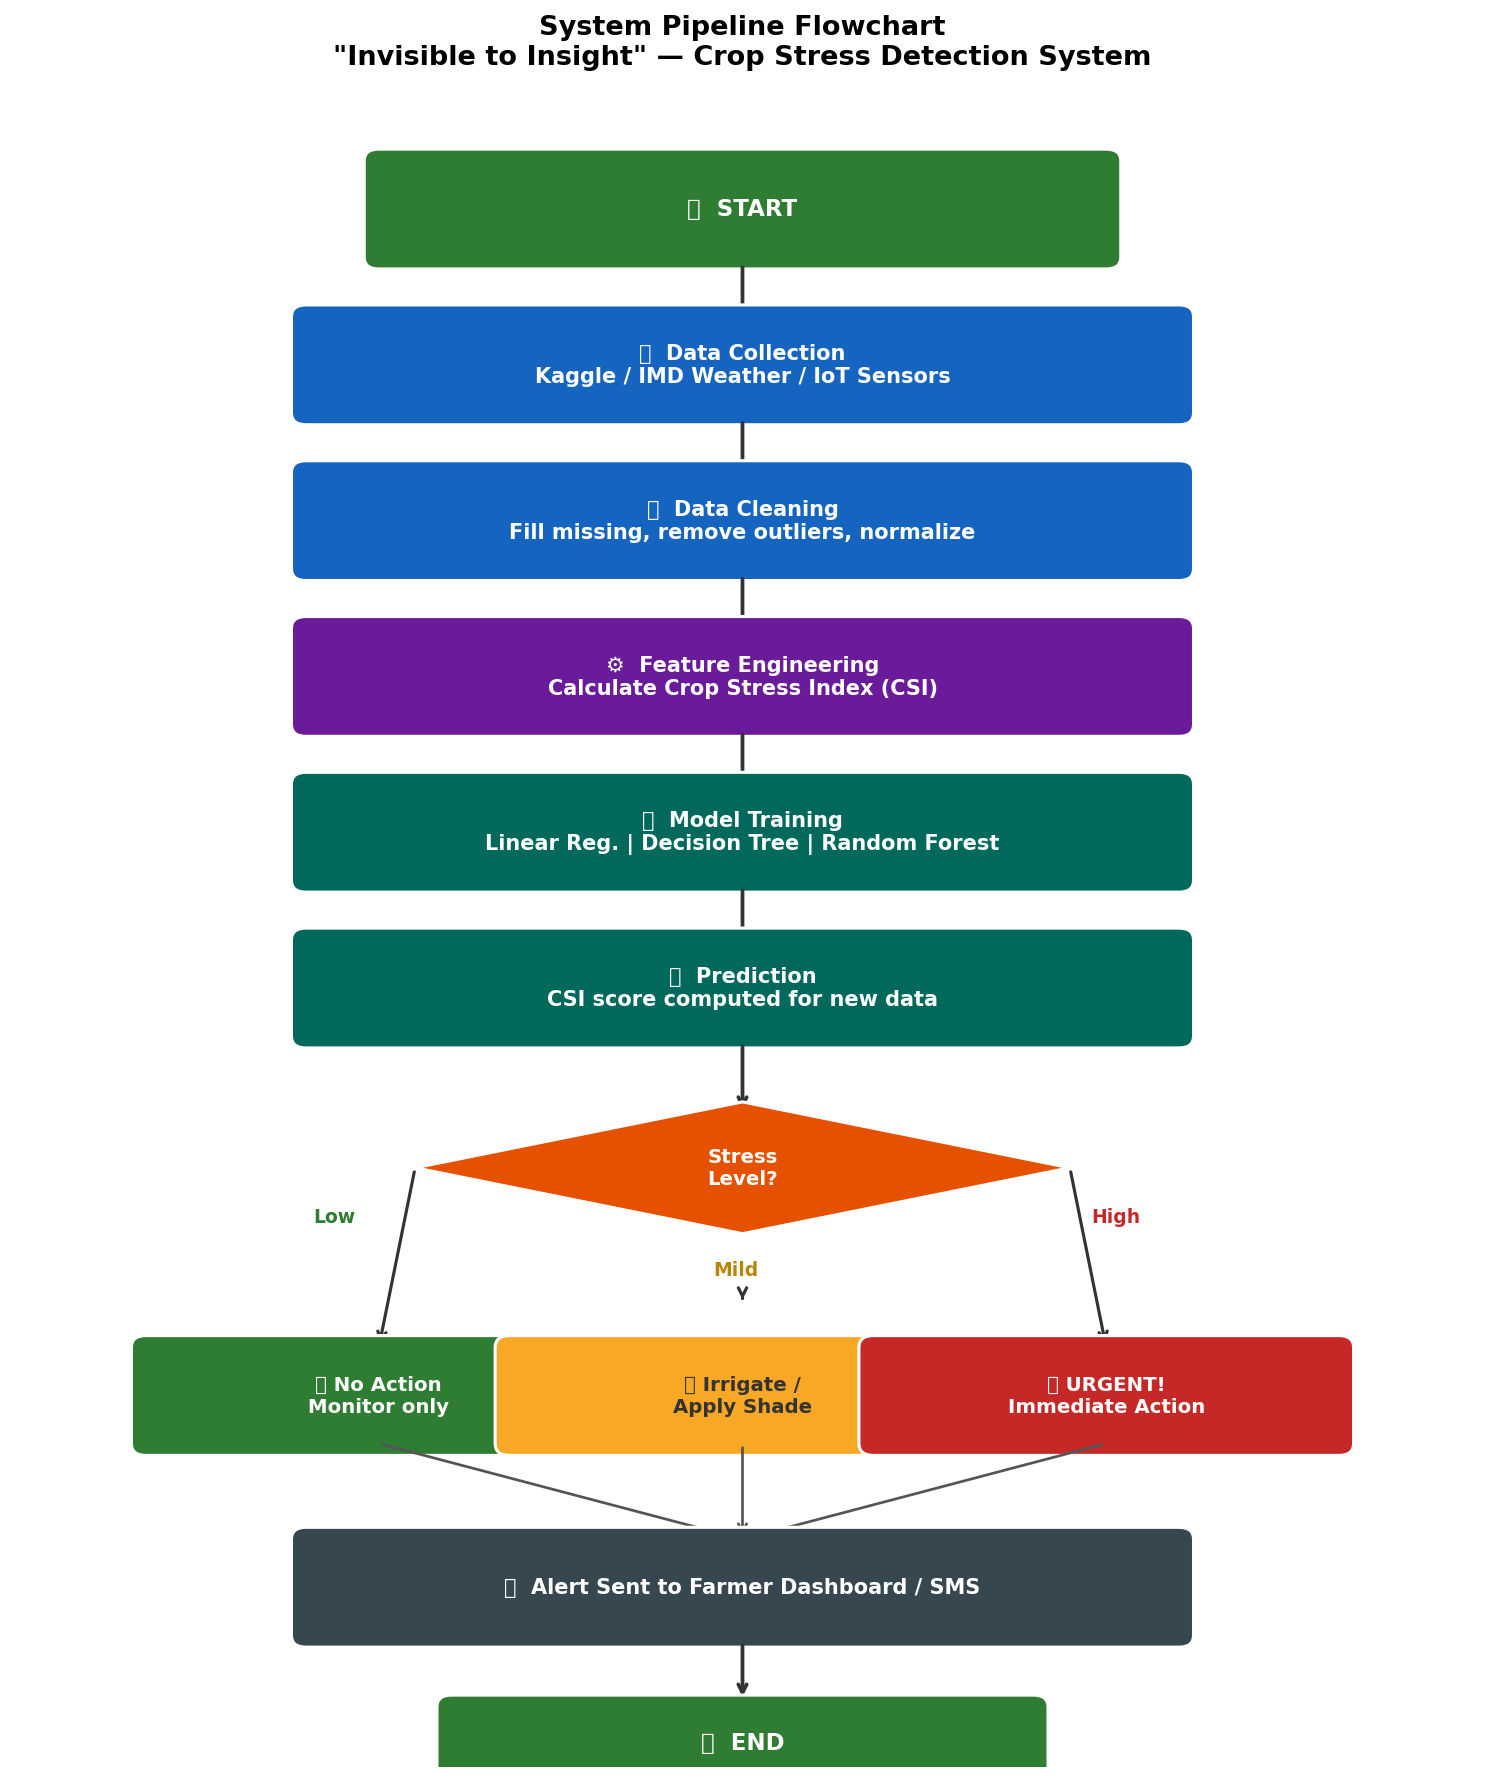 System Pipeline Flowchart
"Invisible to Insight" — Crop Stress Detection System
START
Data Collection
Kaggle / IMD Weather / IoT Sensors
Data Cleaning
Fill missing, remove outliers, normalize
⚙ Feature Engineering
Calculate Crop Stress Index (CSI)
Model Training
Linear Reg. | Decision Tree | Random Forest
Prediction
CSI score computed for new data
Stress
Level?
Low
High
Mild
No Action
Monitor only
Irrigate /
Apply Shade
URGENT!
Immediate Action
Alert Sent to Farmer Dashboard / SMS
END